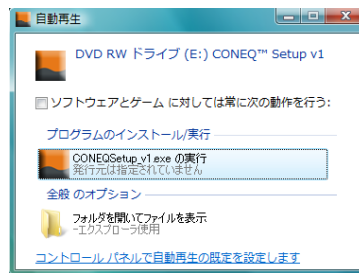 自動再生
DVD RW ドライブ (E:) CONEQ™ Setup v1
ソフトウェアとゲーム に対しては常に次の動作を行う:
プログラムのインストール/実行
CONEQSetup_v1.exe の実行
発行元は指定されていません
全般 のオプション
フォルダを開いてファイルを表示
-エクスプローラ使用
コントロール パネルで自動再生の既定を設定します